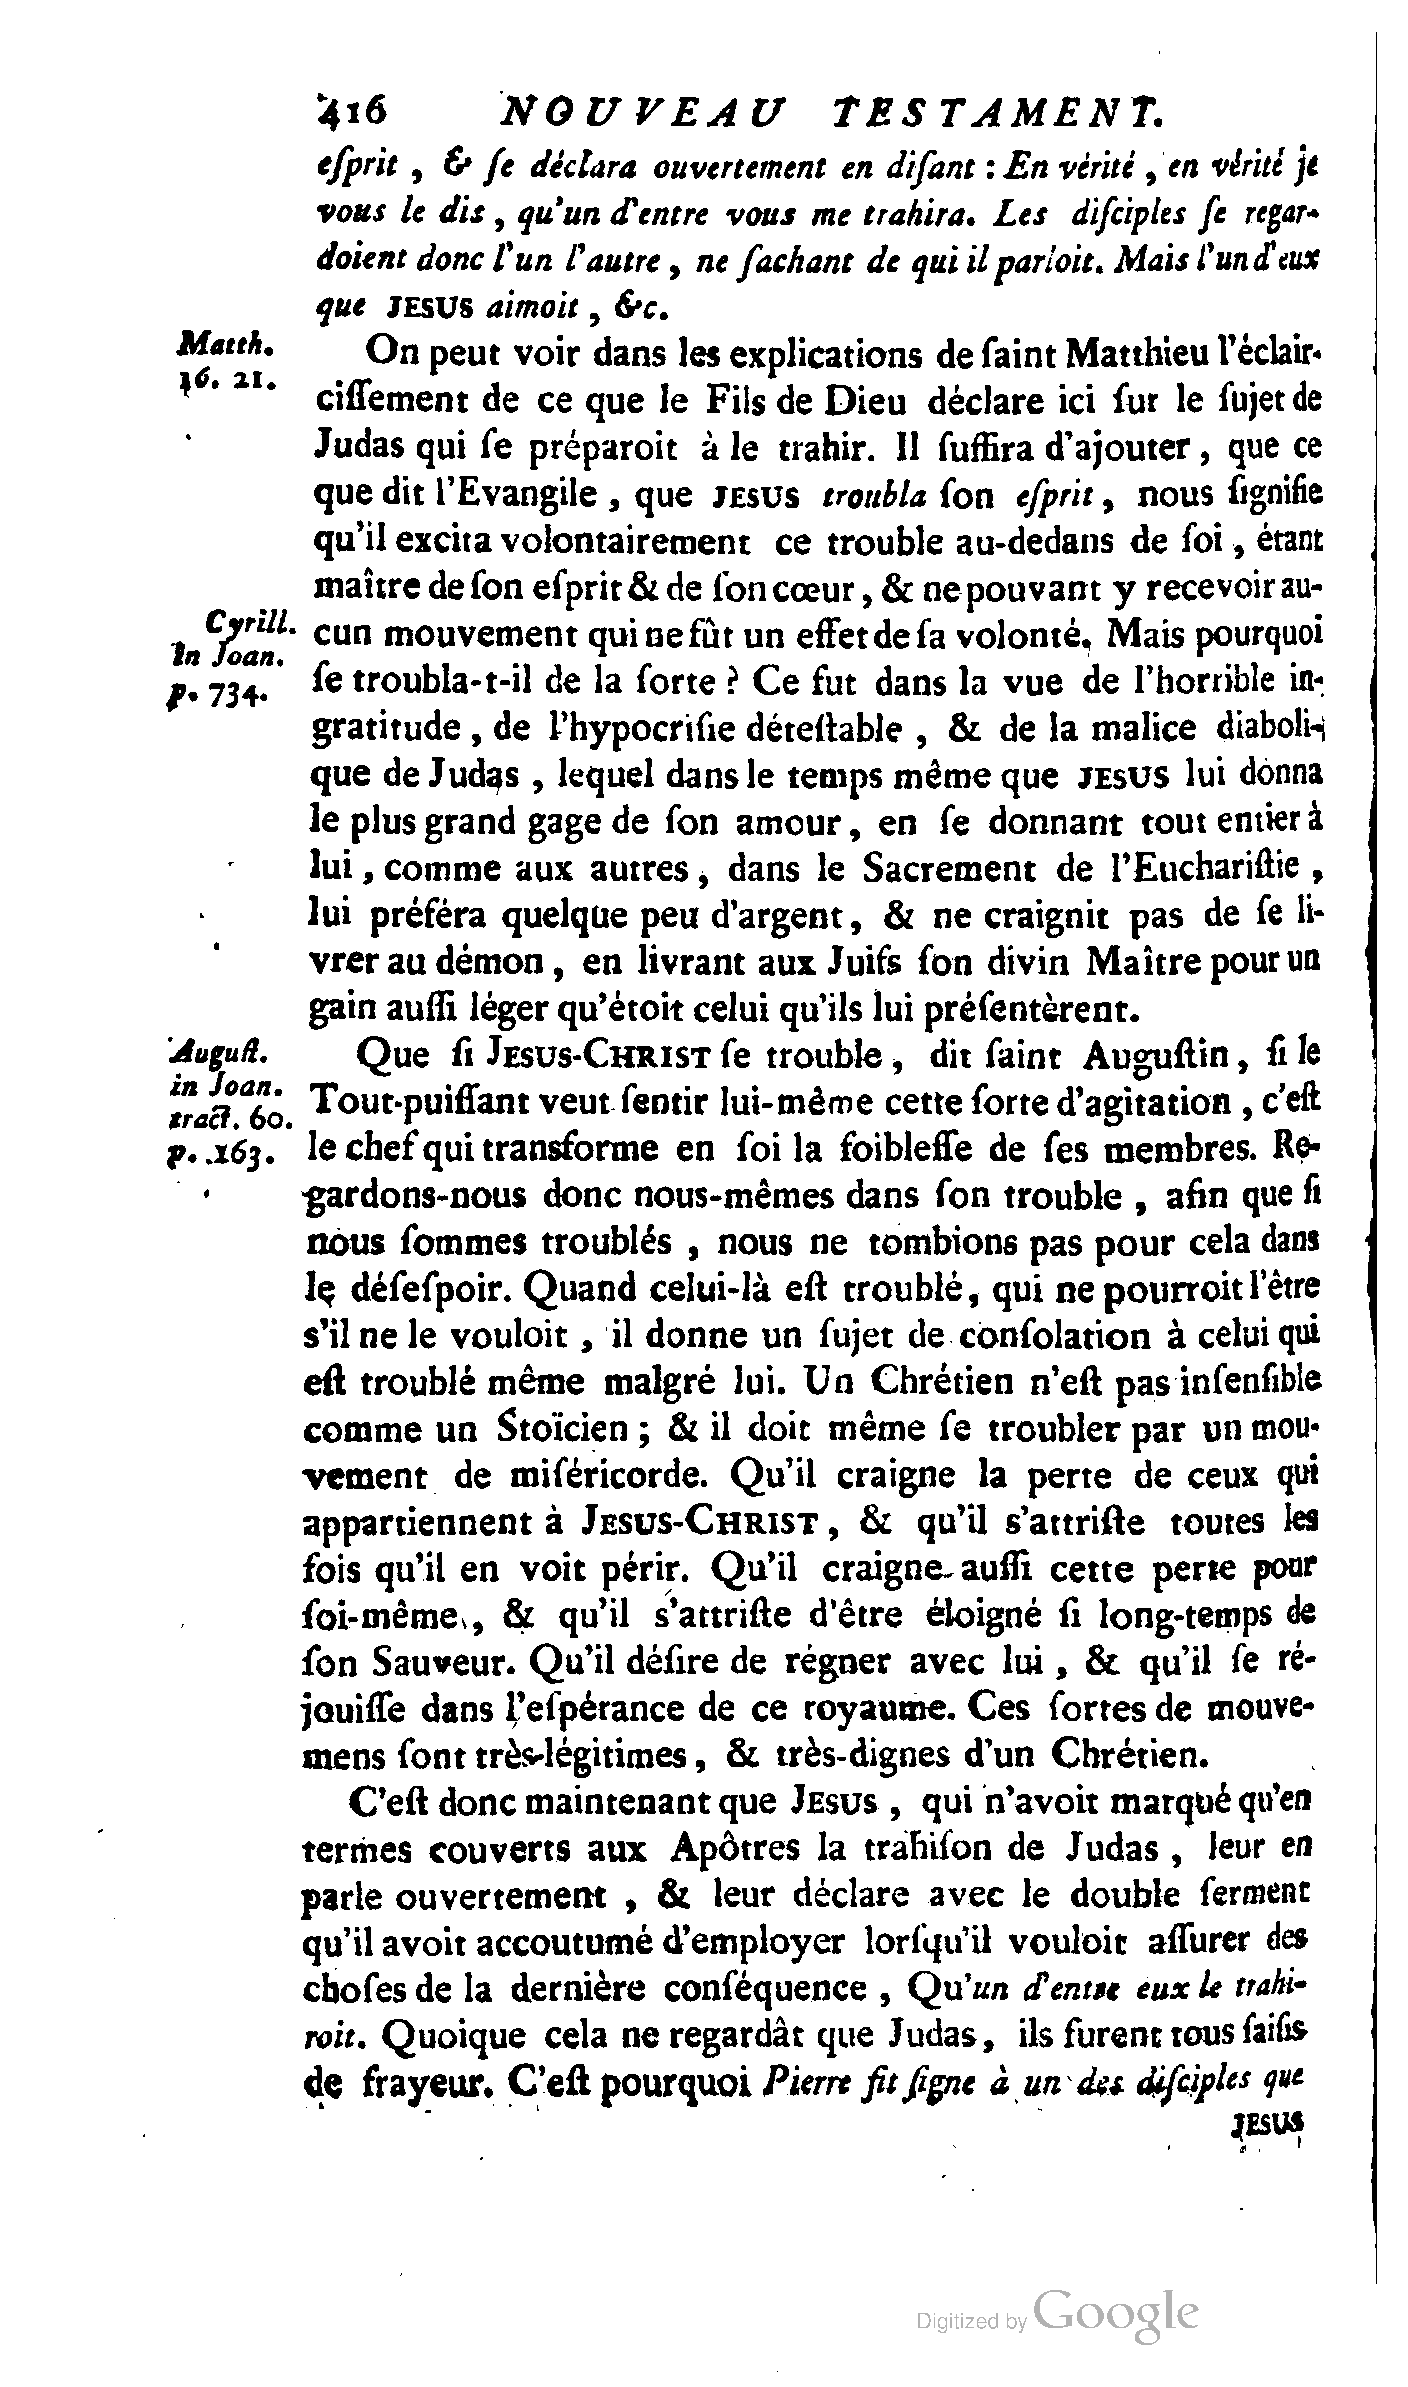 416 NOUVEAU TESTAMENT.
eſprit, & ſe déclara ouvertement en diſant : En vérité, en vérité je
vous le dis, qu'un d'entre vous me trahira. Les diſciples ſe regar-
doient donc l'un l'autre, ne ſachant de qui il parloit. Mais l'un d'eux
que JESUS aimoit, &c.
Matth.
26. 21.
On peut voir dans les explications de ſaint Matthieu l'éclair-
ciſſement de ce que le Fils de Dieu déclare ici ſur le ſujet de
Judas qui ſe préparoit à le trahir. Il ſuffira d'ajouter, que ce
que dit l'Evangile, que JESUS troubla ſon eſprit, nous ſignifie
qu'il excita volontairement ce trouble au-dedans de ſoi, étant
maître de ſon eſprit & de ſon cœur, & ne pouvant y recevoir au-
Cyrill.
In Joan.
p. 734.
cun mouvement qui ne fût un effet de ſa volonté. Mais pourquoi
ſe troubla-t-il de la ſorte ? Ce fut dans la vue de l'horrible in-
gratitude, de l'hypocriſie déteſtable, & de la malice diaboli-
que de Judas, lequel dans le temps même que JESUS lui donna
le plus grand gage de ſon amour, en ſe donnant tout entier à
lui, comme aux autres, dans le Sacrement de l'Euchariſtie,
lui préféra quelque peu d'argent, & ne craignit pas de ſe li-
vrer au démon, en livrant aux Juifs ſon divin Maître pour un
gain auſſi léger qu'étoit celui qu'ils lui préſentèrent.
Auguſt.
in Joan.
tract. 60.
p. 163.
Que ſi JESUS-CHRIST ſe trouble, dit ſaint Auguſtin, ſi le
Tout-puiſſant veut ſentir lui-même cette ſorte d'agitation, c'eſt
le chef qui transforme en ſoi la foibleſſe de ſes membres. Re-
gardons-nous donc nous-mêmes dans ſon trouble, afin que ſi
nous ſommes troublés, nous ne tombions pas pour cela dans
le déſeſpoir. Quand celui-là eſt troublé, qui ne pourroit l'être
s'il ne le vouloit, il donne un ſujet de conſolation à celui qui
eſt troublé même malgré lui. Un Chrétien n'eſt pas inſenſible
comme un Stoïcien ; & il doit même ſe troubler par un mou-
vement de miſéricorde. Qu'il craigne la perte de ceux qui
appartiennent à JESUS-CHRIST, & qu'il s'attriſte toutes les
fois qu'il en voit périr. Qu'il craigne auſſi cette perte pour
ſoi-même, & qu'il s'attriſte d'être éloigné ſi long-temps de
ſon Sauveur. Qu'il déſire de régner avec lui, & qu'il ſe ré-
jouiſſe dans l'eſpérance de ce royaume. Ces ſortes de mouve-
mens ſont très-légitimes, & très-dignes d'un Chrétien.
C'eſt donc maintenant que JESUS, qui n'avoit marqué qu'en
termes couverts aux Apôtres la trahiſon de Judas, leur en
parle ouvertement, & leur déclare avec le double ſerment
qu'il avoit accoutumé d'employer lorſqu'il vouloit aſſurer des
choſes de la dernière conſéquence, Qu'un d'entre eux le trahi-
roit. Quoique cela ne regardât que Judas, ils furent tous ſaiſis
de frayeur. C'eſt pourquoi Pierre fit ſigne à un des diſciples que
JESUS
Digitized by Google